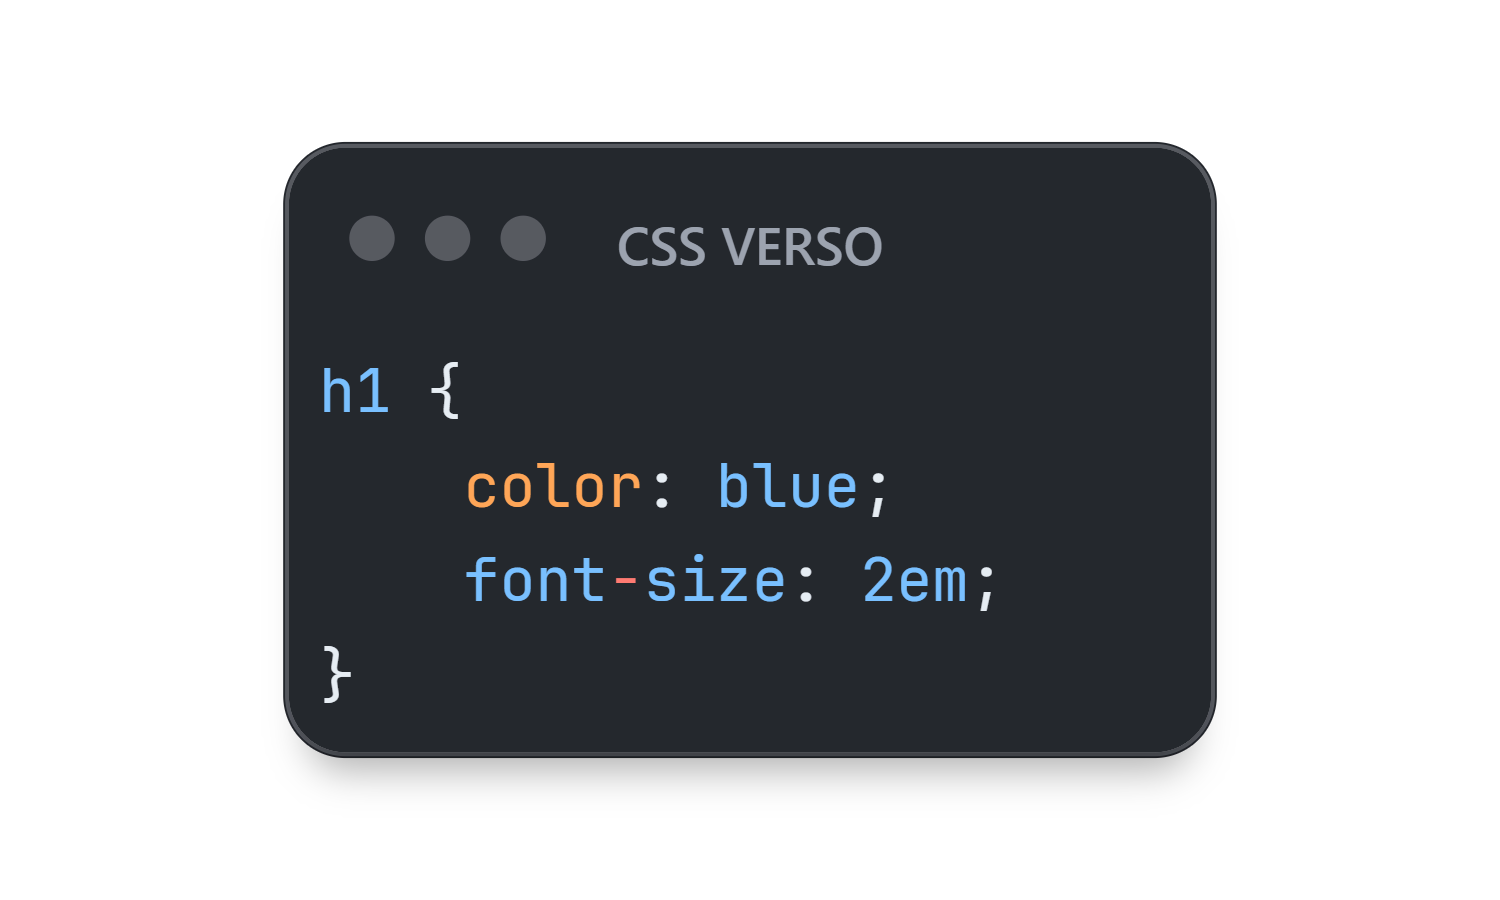 CSS VERSO
h1 {
    color: blue;
    font-size: 2em;
}